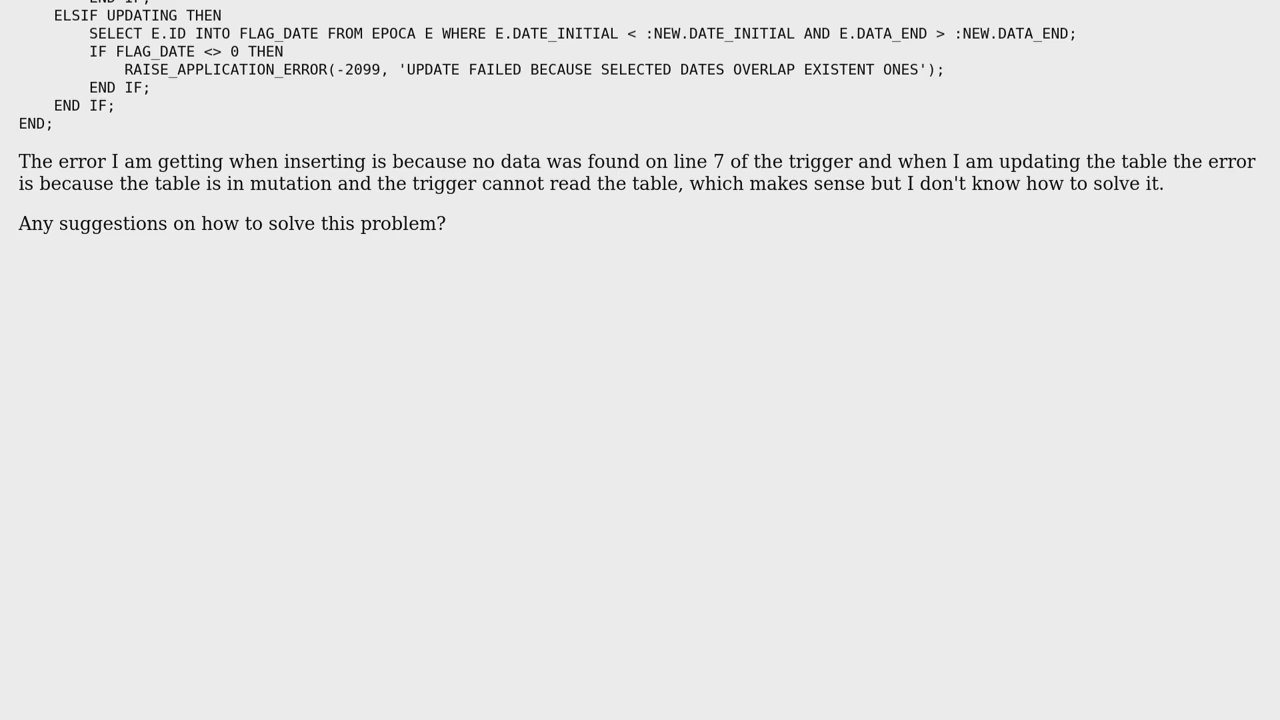 END IF;
ELSIF UPDATING THEN
SELECT E.ID INTO FLAG_DATE FROM EPOCA E WHERE E.DATE_INITIAL < :NEW.DATE_INITIAL AND E.DATA_END > :NEW.DATA_END;
IF FLAG_DATE <> 0 THEN
RAISE_APPLICATION_ERROR(-2099, 'UPDATE FAILED BECAUSE SELECTED DATES OVERLAP EXISTENT ONES');
END IF;
END IF;
END;
The error I am getting when inserting is because no data was found on line 7 of the trigger and when I am updating the table the error
is because the table is in mutation and the trigger cannot read the table, which makes sense but I don't know how to solve it.
Any suggestions on how to solve this problem?